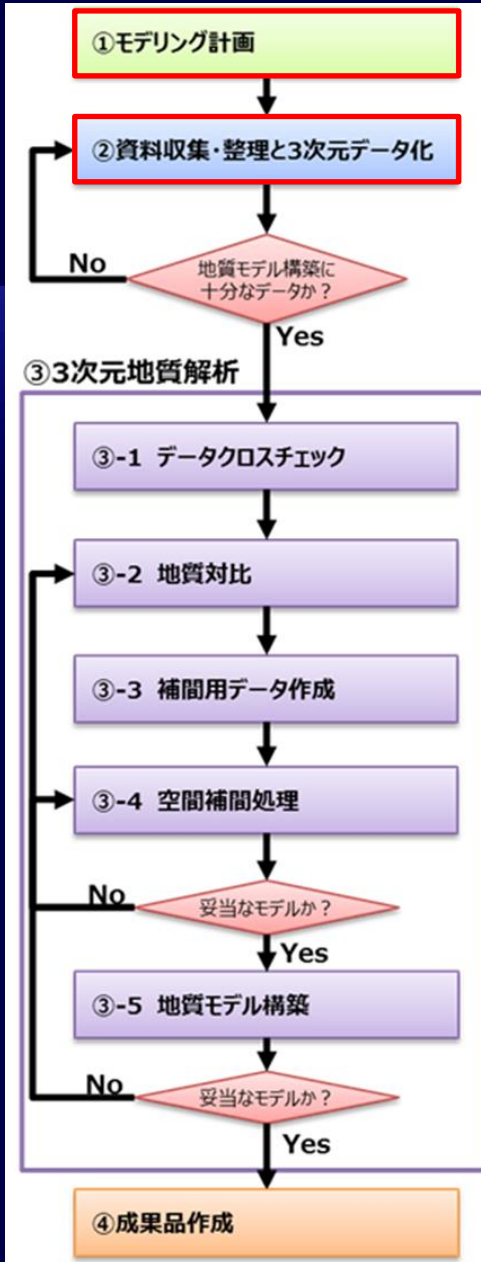 ①モデリング計画
②資料収集・整理と3次元データ化
No
地質モデル構築に
十分なデータか？
Yes
③3次元地質解析
③-1 データクロスチェック
③-2 地質対比
③-3 補間用データ作成
③-4 空間補間処理
No
妥当なモデルか？
Yes
③-5 地質モデル構築
No
妥当なモデルか？
Yes
④成果品作成